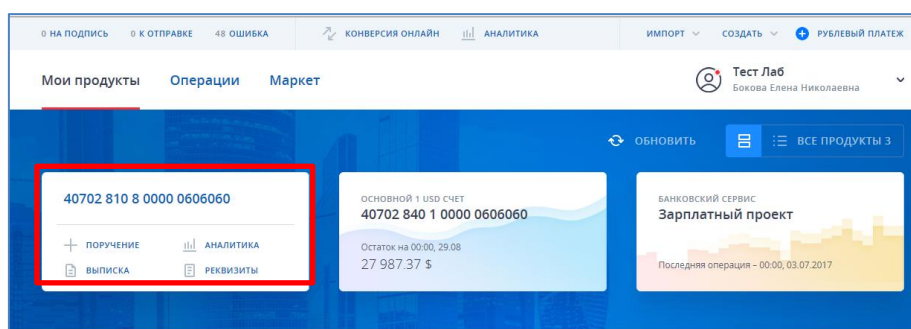 0 НА ПОДПИСЬ 0 К ОТПРАВКЕ 48 ОШИБКА КОНВЕРСИЯ ОНЛАЙН АНАЛИТИКА ИМПОРТ СОЗДАТЬ РУБЛЕВЫЙ ПЛАТЕЖ
Мои продукты Операции Маркет
Тест Лаб
Бокова Елена Николаевна
ОБНОВИТЬ ВСЕ ПРОДУКТЫ 3
40702 810 8 0000 0606060
ПОРУЧЕНИЕ АНАЛИТИКА
ВЫПИСКА РЕКВИЗИТЫ
ОСНОВНОЙ 1 USD СЧЕТ
40702 840 1 0000 0606060
Остаток на 00:00, 29.08
27 987.37 $
БАНКОВСКИЙ СЕРВИС
Зарплатный проект
Последняя операция – 00:00, 03.07.2017